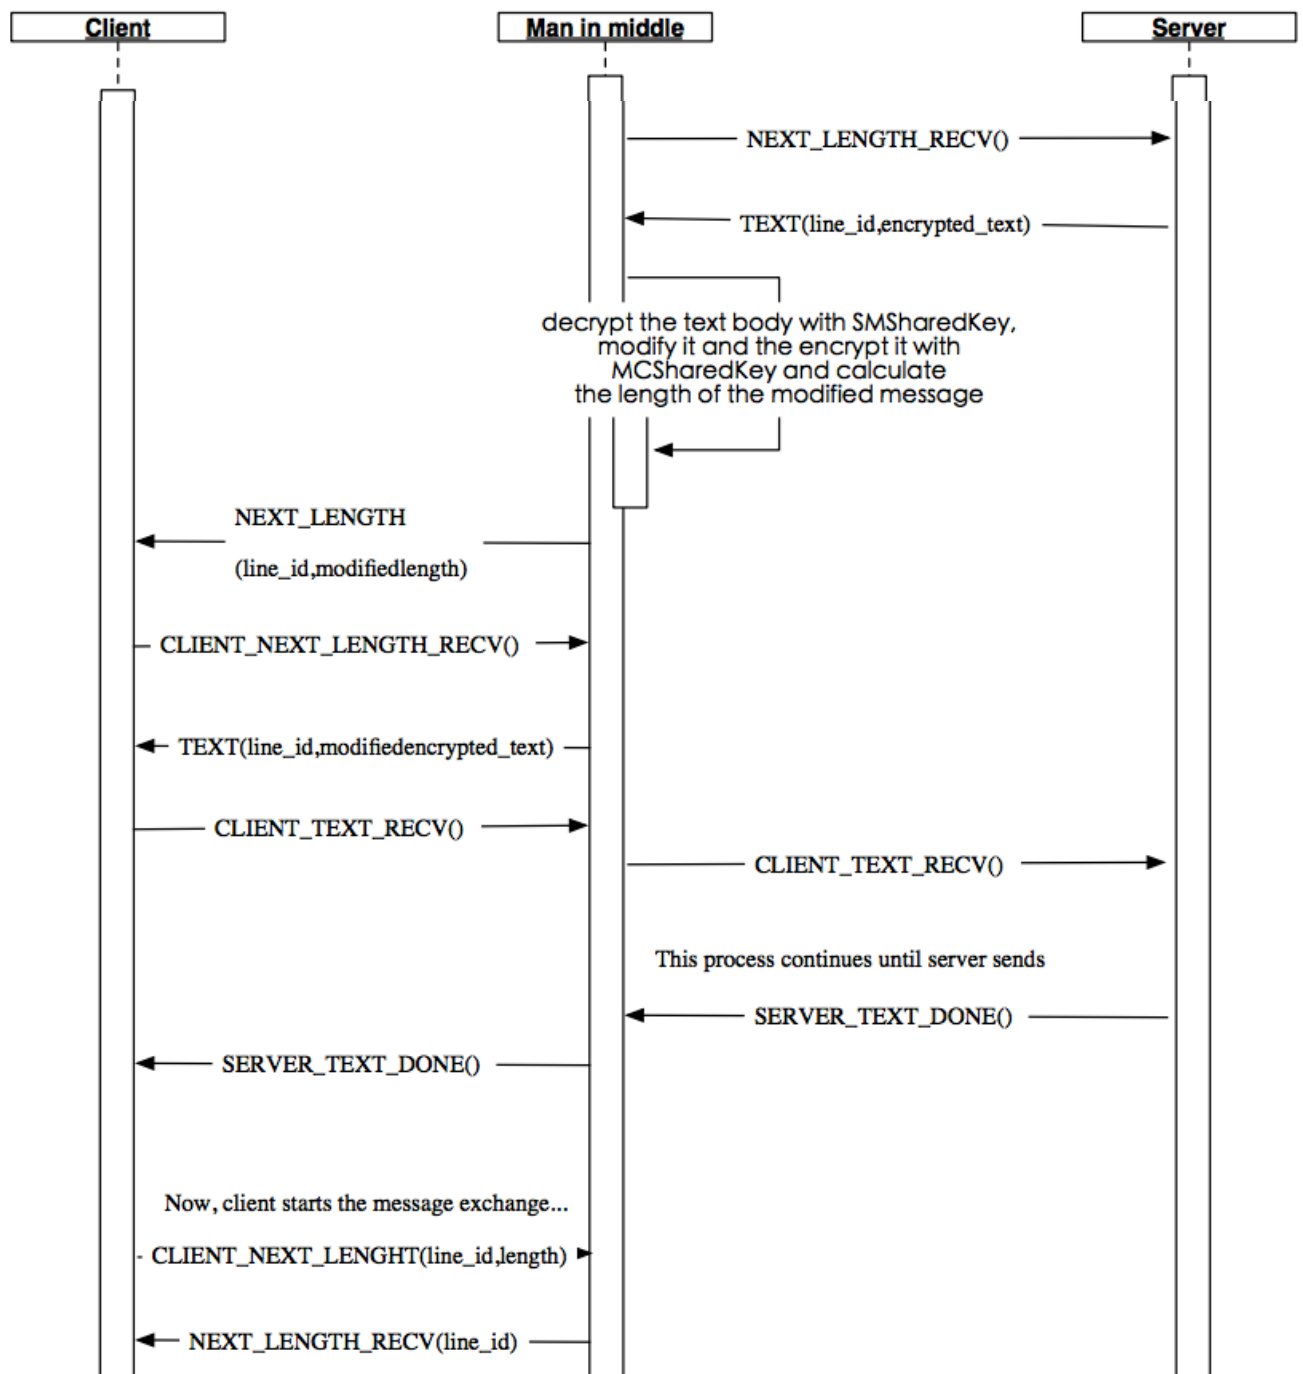 Client
Man in middle
Server
NEXT_LENGTH_RECV()
TEXT(line_id,encrypted_text)
decrypt the text body with SMSharedKey,
modify it and the encrypt it with
MCSharedKey and calculate
the length of the modified message
NEXT_LENGTH
(line_id,modifiedlength)
CLIENT_NEXT_LENGTH_RECV()
TEXT(line_id,modifiedencrypted_text)
CLIENT_TEXT_RECV()
CLIENT_TEXT_RECV()
This process continues until server sends
SERVER_TEXT_DONE()
SERVER_TEXT_DONE()
Now, client starts the message exchange...
CLIENT_NEXT_LENGHT(line_id,length)
NEXT_LENGTH_RECV(line_id)